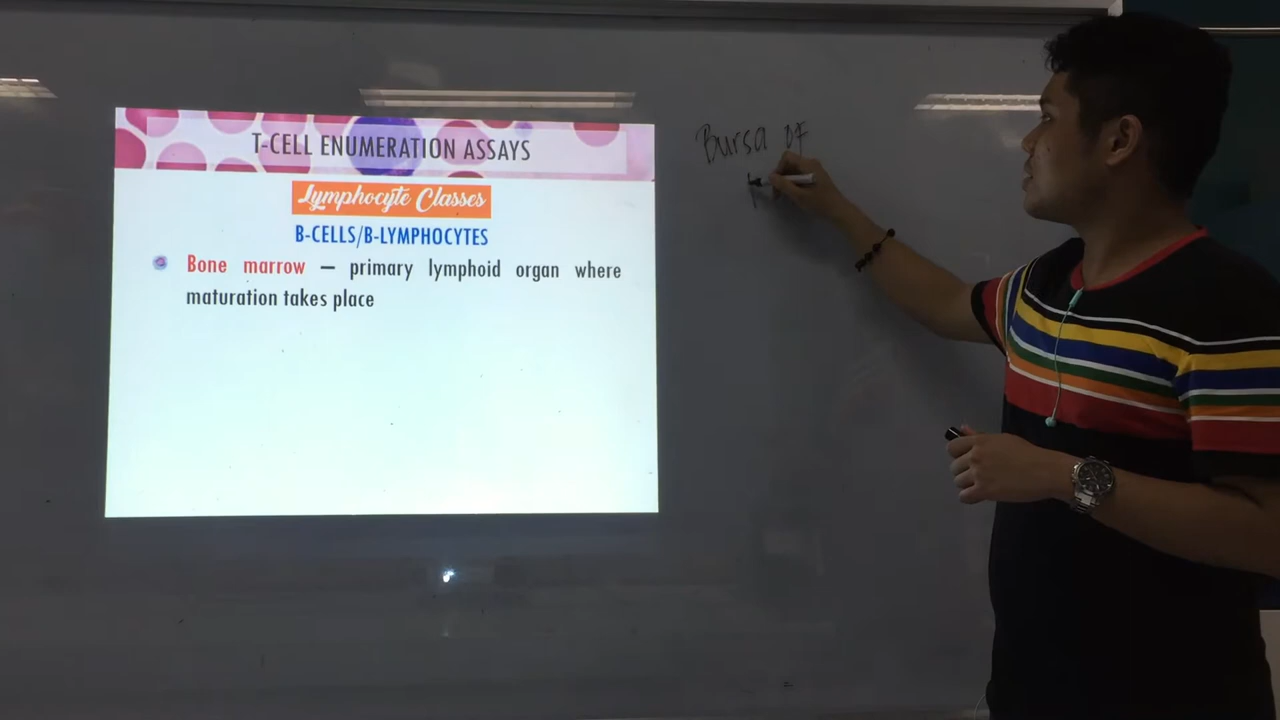 T-CELL ENUMERATION ASSAYS
Lymphocyte Classes
B-CELLS/B-LYMPHOCYTES
Bone marrow – primary lymphoid organ where
maturation takes place
Bursa of